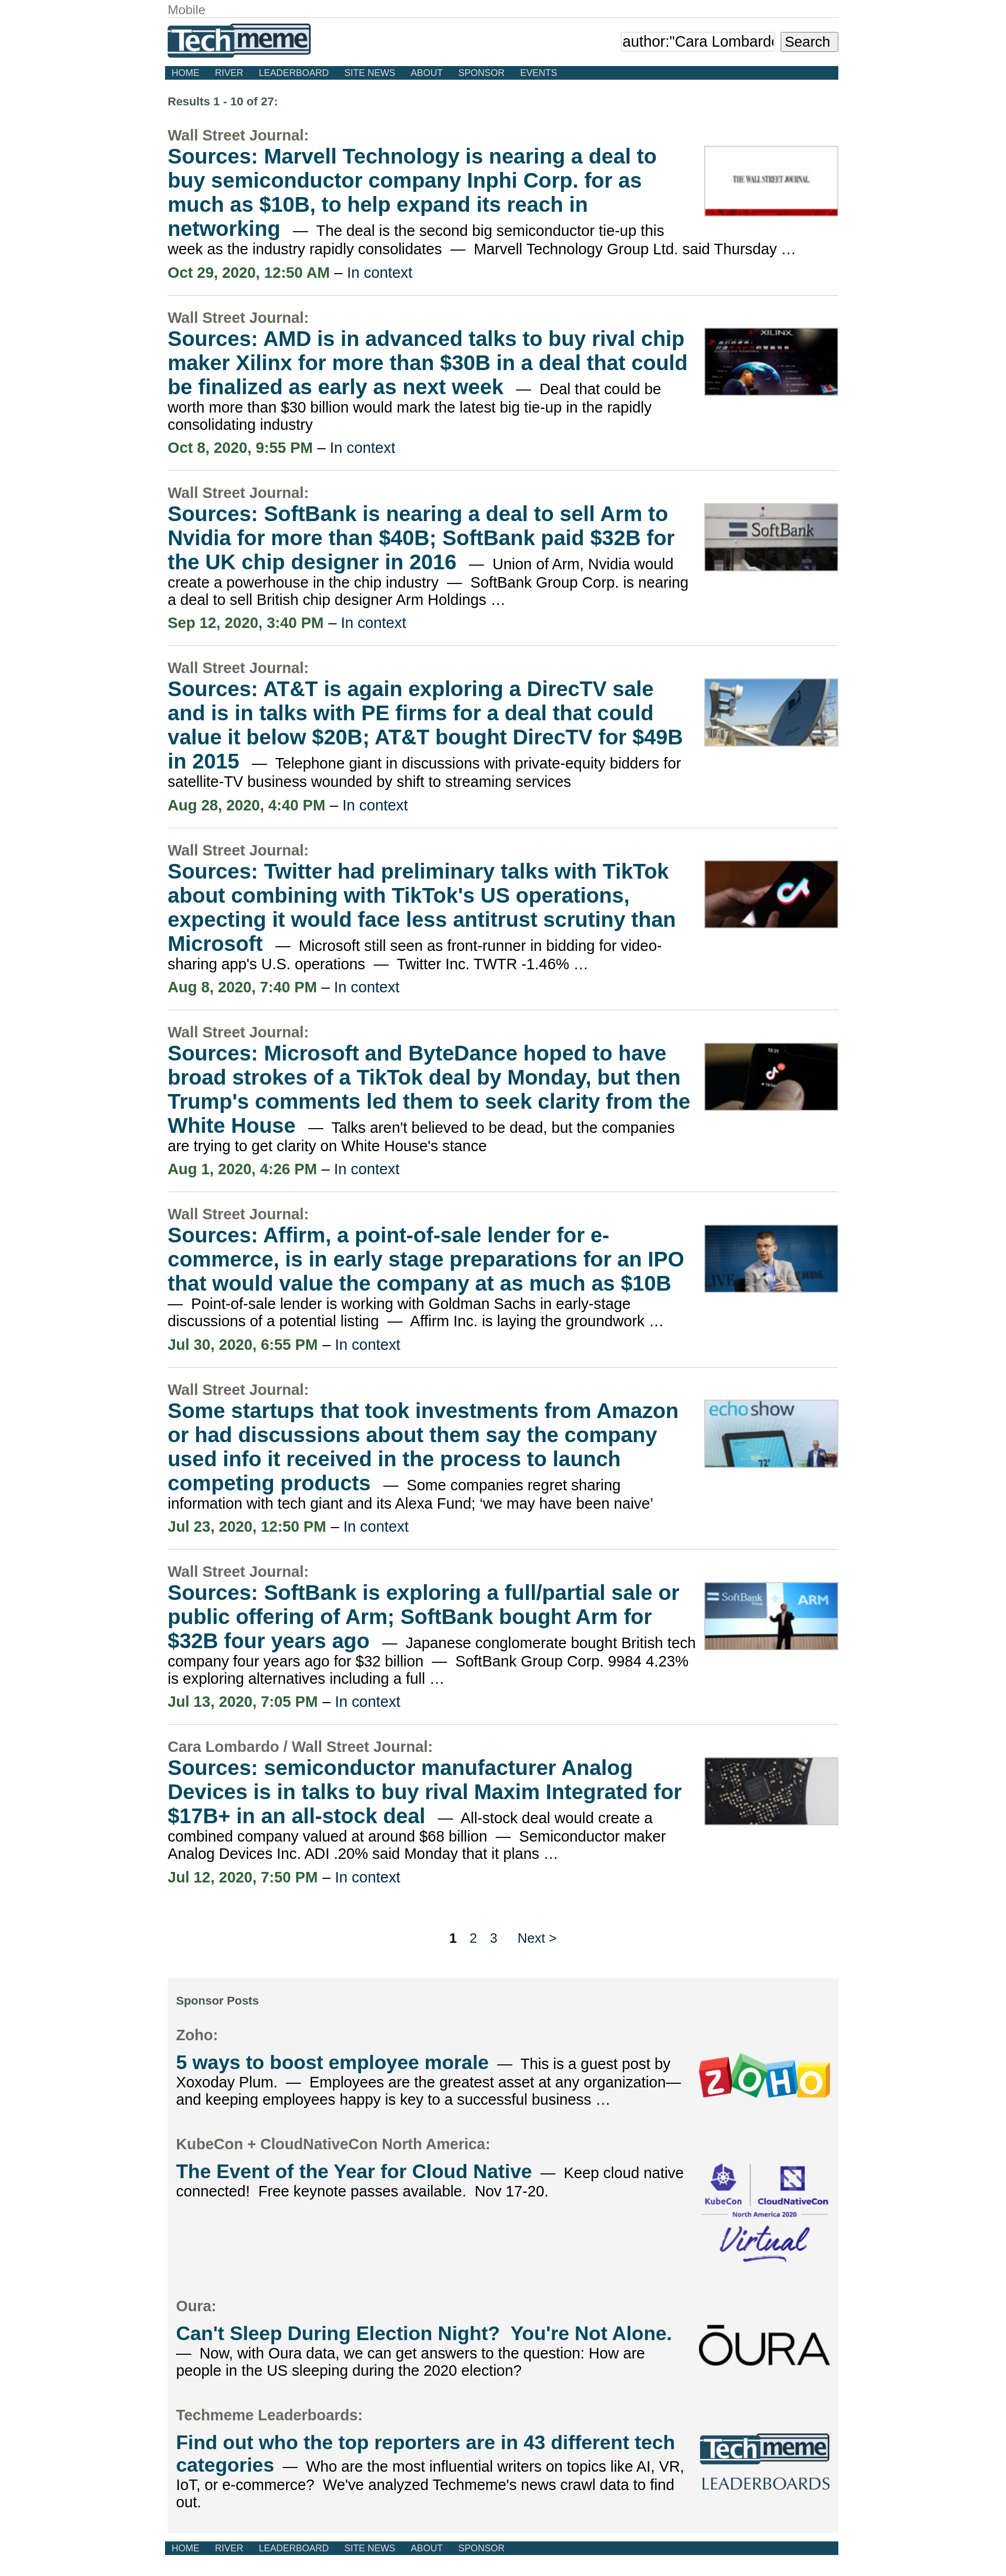 Mobile
Techmeme
author:"Cara Lombard
Search
HOME RIVER LEADERBOARD SITE NEWS ABOUT SPONSOR EVENTS
Results 1 - 10 of 27:
Wall Street Journal:
Sources: Marvell Technology is nearing a deal to
buy semiconductor company Inphi Corp. for as
much as $10B, to help expand its reach in
networking — The deal is the second big semiconductor tie-up this
week as the industry rapidly consolidates — Marvell Technology Group Ltd. said Thursday …
THE WALL STREET JOURNAL.
Oct 29, 2020, 12:50 AM – In context
Wall Street Journal:
Sources: AMD is in advanced talks to buy rival chip
maker Xilinx for more than $30B in a deal that could
be finalized as early as next week — Deal that could be
worth more than $30 billion would mark the latest big tie-up in the rapidly
consolidating industry
XILINX
Oct 8, 2020, 9:55 PM – In context
Wall Street Journal:
Sources: SoftBank is nearing a deal to sell Arm to
Nvidia for more than $40B; SoftBank paid $32B for
the UK chip designer in 2016 — Union of Arm, Nvidia would
create a powerhouse in the chip industry — SoftBank Group Corp. is nearing
a deal to sell British chip designer Arm Holdings …
SoftBank
Sep 12, 2020, 3:40 PM – In context
Wall Street Journal:
Sources: AT&T is again exploring a DirecTV sale
and is in talks with PE firms for a deal that could
value it below $20B; AT&T bought DirecTV for $49B
in 2015 — Telephone giant in discussions with private-equity bidders for
satellite-TV business wounded by shift to streaming services
Aug 28, 2020, 4:40 PM – In context
Wall Street Journal:
Sources: Twitter had preliminary talks with TikTok
about combining with TikTok's US operations,
expecting it would face less antitrust scrutiny than
Microsoft — Microsoft still seen as front-runner in bidding for video-
sharing app's U.S. operations — Twitter Inc. TWTR -1.46% …
Aug 8, 2020, 7:40 PM – In context
Wall Street Journal:
Sources: Microsoft and ByteDance hoped to have
broad strokes of a TikTok deal by Monday, but then
Trump's comments led them to seek clarity from the
White House — Talks aren't believed to be dead, but the companies
are trying to get clarity on White House's stance
Aug 1, 2020, 4:26 PM – In context
Wall Street Journal:
Sources: Affirm, a point-of-sale lender for e-
commerce, is in early stage preparations for an IPO
that would value the company at as much as $10B
— Point-of-sale lender is working with Goldman Sachs in early-stage
discussions of a potential listing — Affirm Inc. is laying the groundwork …
LIVE
Jul 30, 2020, 6:55 PM – In context
Wall Street Journal:
Some startups that took investments from Amazon
or had discussions about them say the company
used info it received in the process to launch
competing products — Some companies regret sharing
information with tech giant and its Alexa Fund; ‘we may have been naive’
echo show
72°
Jul 23, 2020, 12:50 PM – In context
Wall Street Journal:
Sources: SoftBank is exploring a full/partial sale or
public offering of Arm; SoftBank bought Arm for
$32B four years ago — Japanese conglomerate bought British tech
company four years ago for $32 billion — SoftBank Group Corp. 9984 4.23%
is exploring alternatives including a full …
SoftBank
ARM
Jul 13, 2020, 7:05 PM – In context
Cara Lombardo / Wall Street Journal:
Sources: semiconductor manufacturer Analog
Devices is in talks to buy rival Maxim Integrated for
$17B+ in an all-stock deal — All-stock deal would create a
combined company valued at around $68 billion — Semiconductor maker
Analog Devices Inc. ADI .20% said Monday that it plans …
Jul 12, 2020, 7:50 PM – In context
1 2 3 Next >
Sponsor Posts
Zoho:
5 ways to boost employee morale — This is a guest post by
Xoxoday Plum. — Employees are the greatest asset at any organization—
and keeping employees happy is key to a successful business …
ZOHO
KubeCon + CloudNativeCon North America:
The Event of the Year for Cloud Native — Keep cloud native
connected! Free keynote passes available. Nov 17-20.
KubeCon CloudNativeCon
North America 2020
Virtual
Oura:
Can't Sleep During Election Night? You're Not Alone.
— Now, with Oura data, we can get answers to the question: How are
people in the US sleeping during the 2020 election?
ŌURA
Techmeme Leaderboards:
Find out who the top reporters are in 43 different tech
categories — Who are the most influential writers on topics like AI, VR,
IoT, or e-commerce? We've analyzed Techmeme's news crawl data to find
out.
Techmeme
LEADERBOARDS
HOME RIVER LEADERBOARD SITE NEWS ABOUT SPONSOR